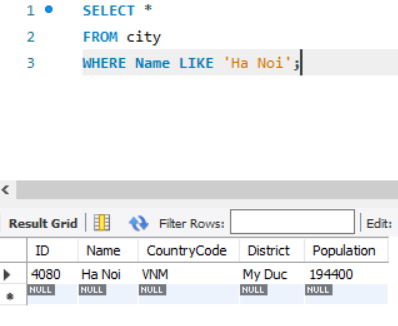 1 SELECT *
2 FROM city
3 WHERE Name LIKE 'Ha Noi';
Result Grid Filter Rows: Edit:
ID Name CountryCode District Population
4080 Ha Noi VNM My Duc 194400
NULL NULL NULL NULL NULL